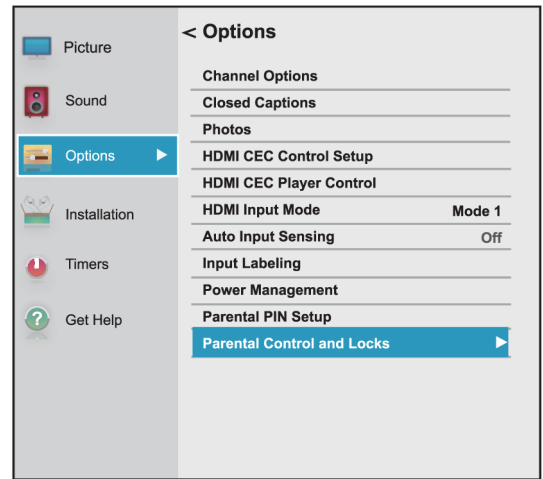 Picture
Sound
Options
Installation
Timers
Get Help
< Options
Channel Options
Closed Captions
Photos
HDMI CEC Control Setup
HDMI CEC Player Control
HDMI Input Mode Mode 1
Auto Input Sensing Off
Input Labeling
Power Management
Parental PIN Setup
Parental Control and Locks